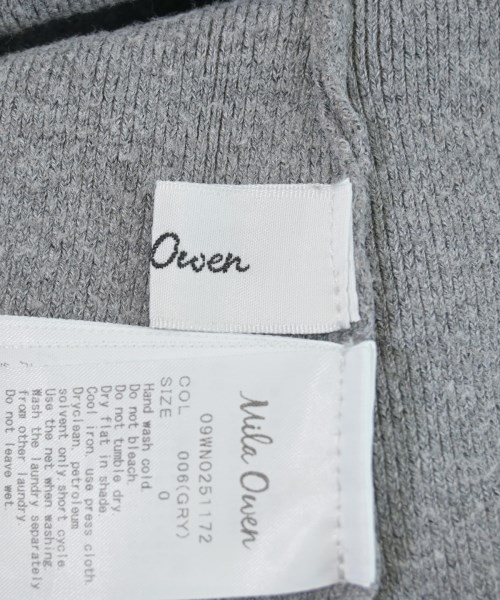 Owen
Mila Owen
09WNO251172
COL 006(GRY)
SIZE 0
Hand wash cold.
Do not bleach.
Do not tumble dry.
Dry flat in shade.
Cool iron, use press cloth.
Dryclean, petroleum
solvent only,short cycle.
Use the net when washing.
Wash the laundry separately
from other laundry.
Do not leave wet.